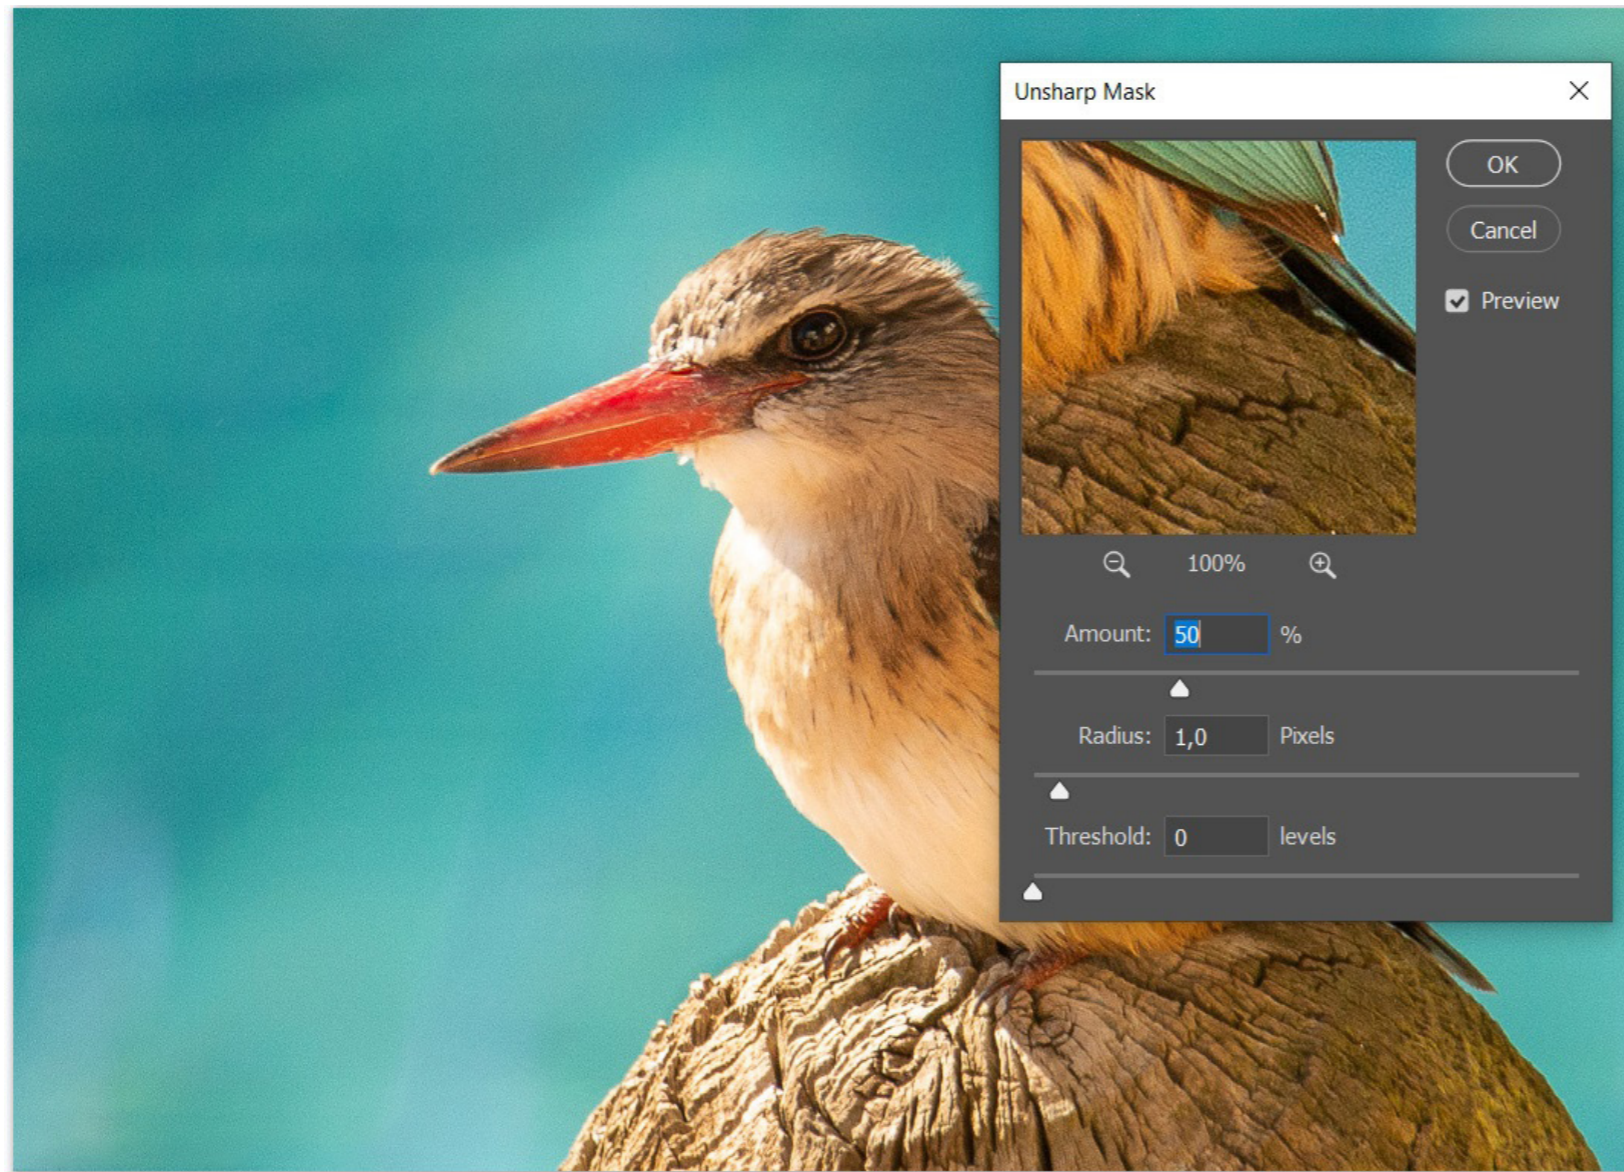 Unsharp Mask
OK
Cancel
Preview
100%
Amount: 50 %
Radius: 1,0 Pixels
Threshold: 0 levels